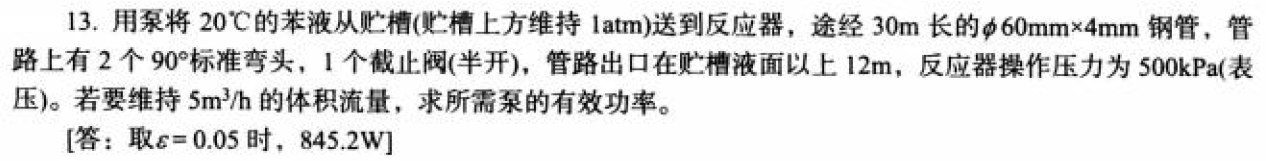 13. 用泵将 20℃的苯液从贮槽(贮槽上方维持 1atm)送到反应器，途经 30m 长的ϕ60mm×4mm 钢管，管
路上有 2 个 90°标准弯头，1 个截止阀(半开)，管路出口在贮槽液面以上 12m，反应器操作压力为 500kPa(表
压)。若要维持 5m³/h 的体积流量，求所需泵的有效功率。
[答：取ε= 0.05 时，845.2W]